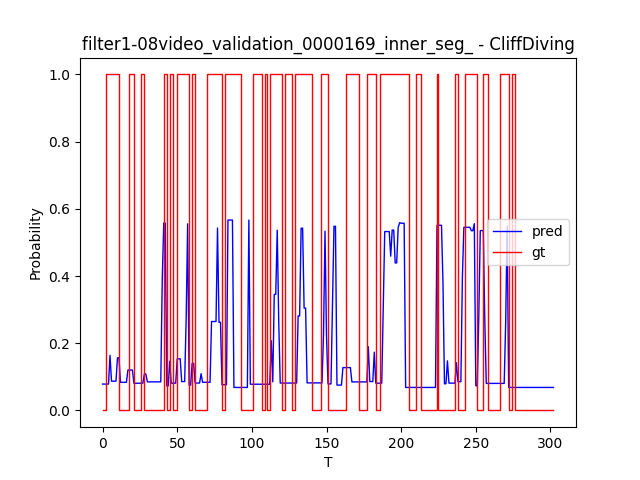 filter1-08video_validation_0000169_inner_seg_ - CliffDiving
1.0
0.8
0.6
0.4
0.2
0.0
Probability
pred
gt
0 50 100 150 200 250 300
T